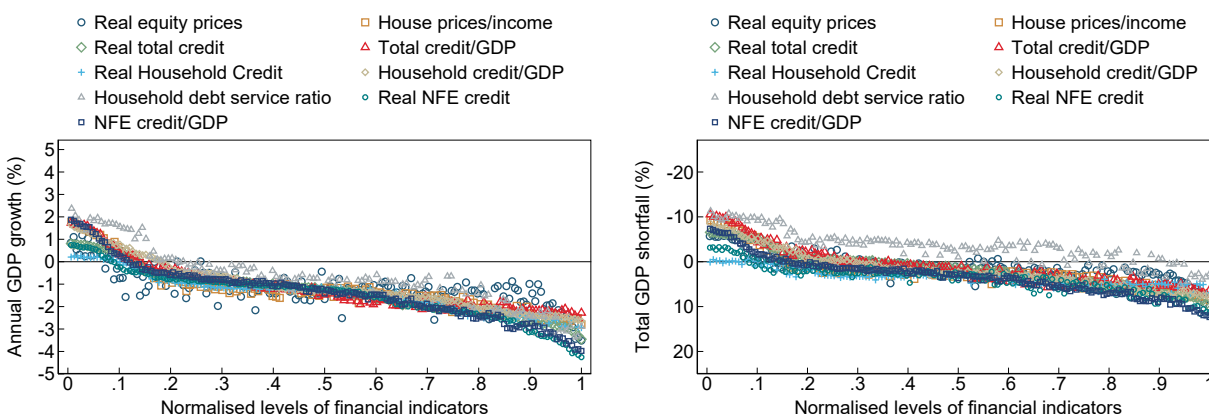 Real equity prices
House prices/income
Real total credit
Total credit/GDP
Real Household Credit
Household credit/GDP
Household debt service ratio
Real NFE credit
NFE credit/GDP
Annual GDP growth (%)
5
4
3
2
1
0
-1
-2
-3
-4
-5
0 .1 .2 .3 .4 .5 .6 .7 .8 .9 1
Normalised levels of financial indicators
Real equity prices
House prices/income
Real total credit
Total credit/GDP
Real Household Credit
Household credit/GDP
Household debt service ratio
Real NFE credit
NFE credit/GDP
Total GDP shortfall (%)
-20
-10
0
10
20
0 .1 .2 .3 .4 .5 .6 .7 .8 .9 1
Normalised levels of financial indicators